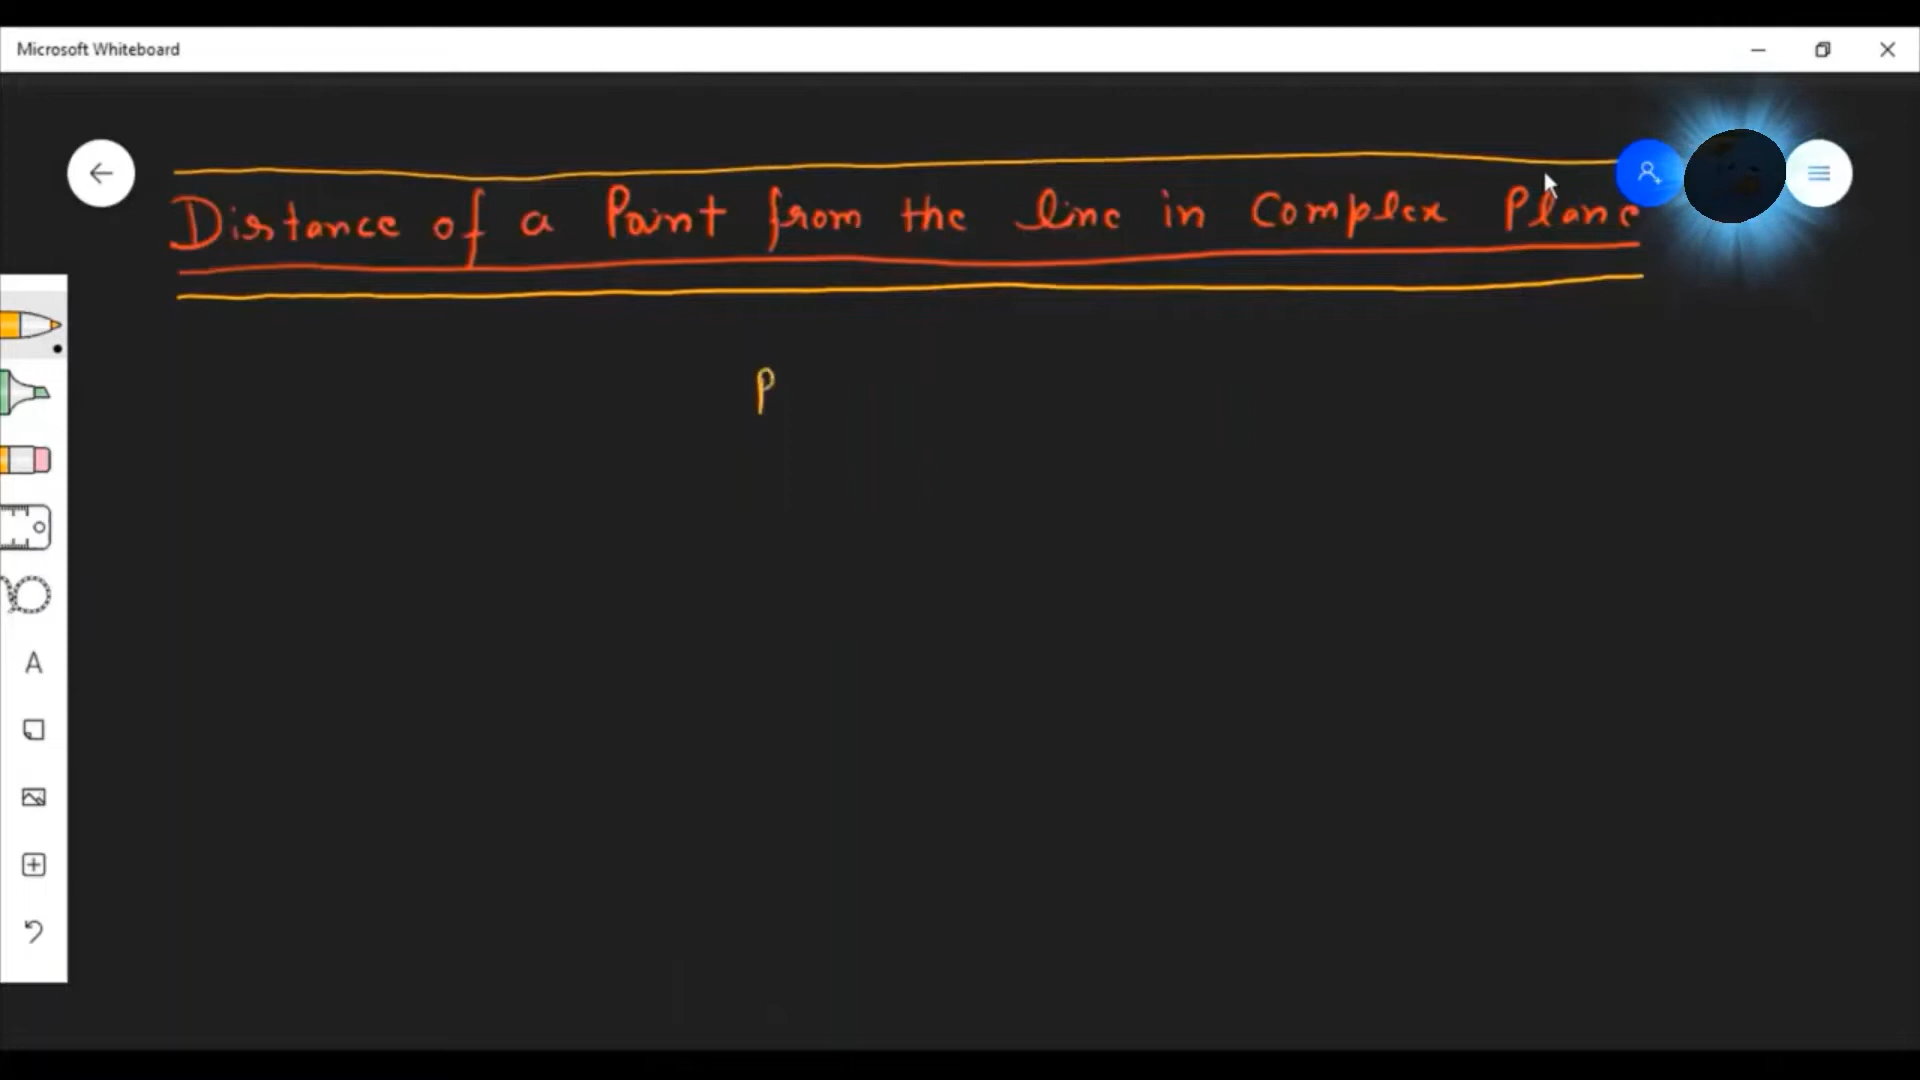 Microsoft Whiteboard
Distance of a Point from the line in Complex Plane
P
A